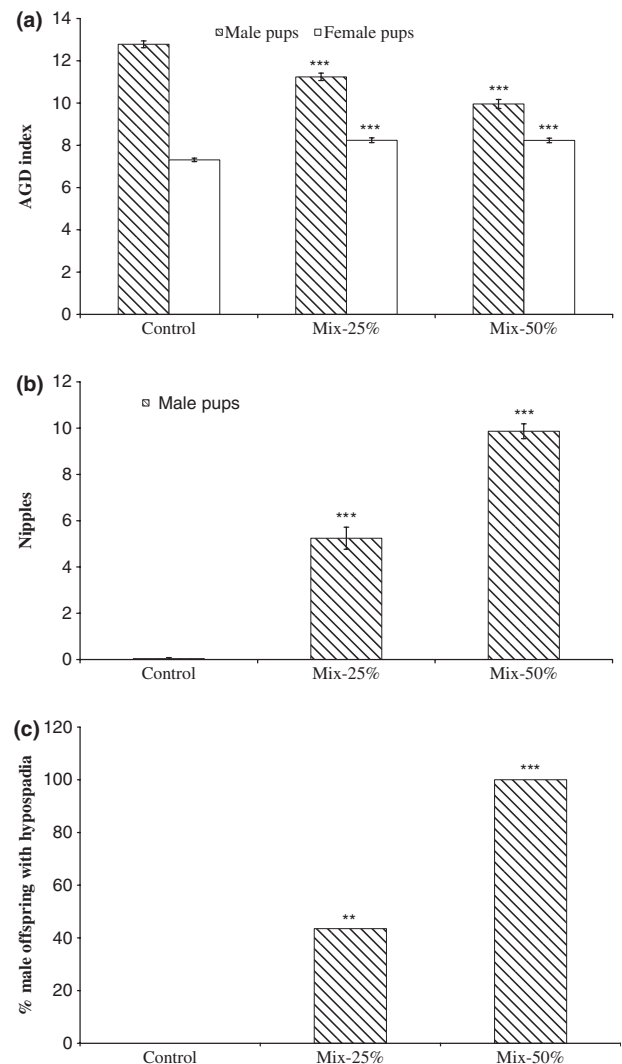 (a)
14
12
10
8
6
4
2
0
AGD index
Male pups Female pups
***
***
***
***
Control Mix-25% Mix-50%
(b)
12
10
8
6
4
2
0
Nipples
Male pups
***
***
Control Mix-25% Mix-50%
(c)
120
100
80
60
40
20
0
% male offspring with hypospadia
**
***
Control Mix-25% Mix-50%